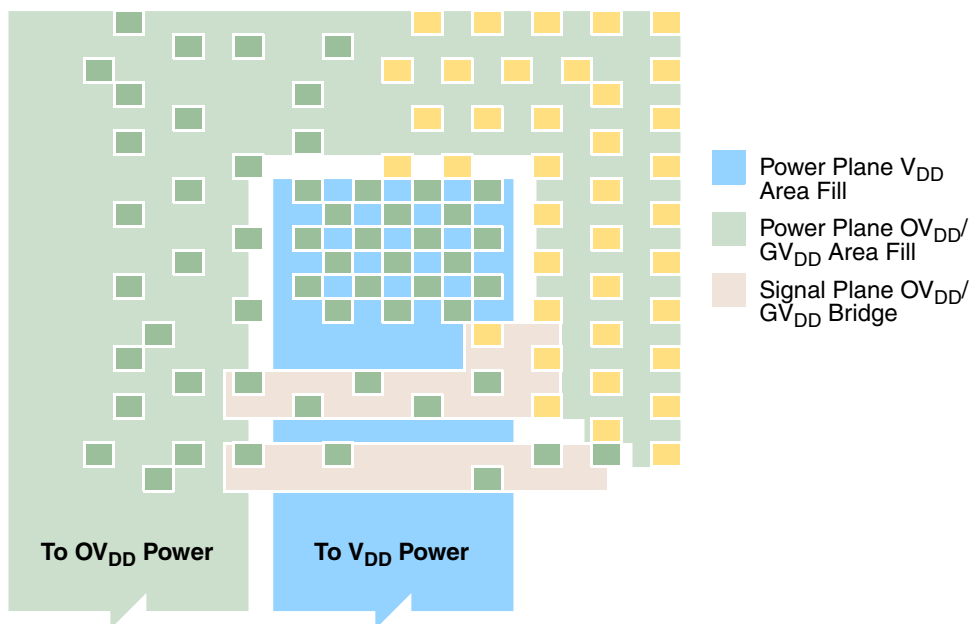 Power Plane VDD
Area Fill
Power Plane OVDD/
GVDD Area Fill
Signal Plane OVDD/
GVDD Bridge
To OVDD Power
To VDD Power